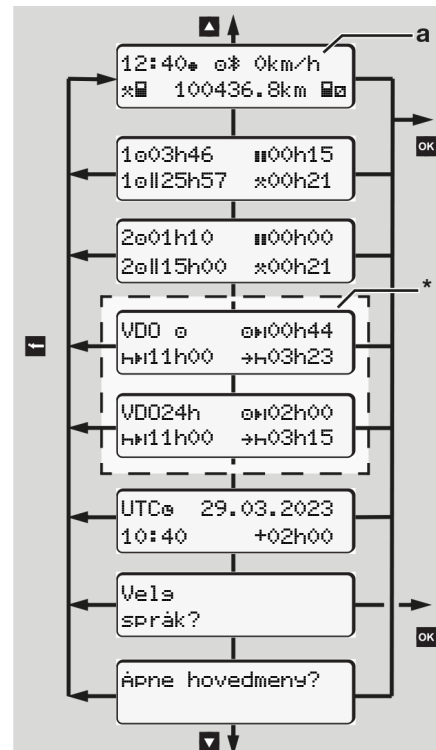 a
12:40 0km/h
100436.8km
OK
1 03h46 00h15
1 25h57 00h21
2 01h10 00h00
2 15h00 00h21
*
VDO 00h44
11h00 03h23
VDO24h 02h00
11h00 03h15
UTC 29.03.2023
10:40 +02h00
Velg
språk?
OK
Åpne hovedmeny?